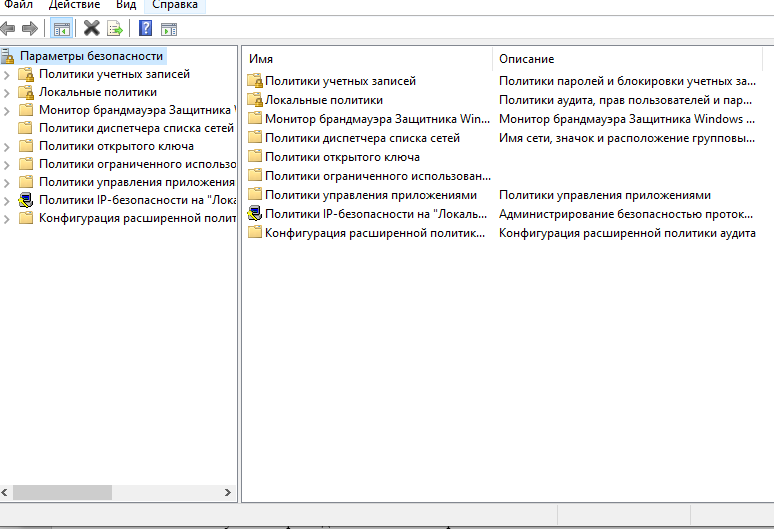 Файл Действие Вид Справка
Параметры безопасности
Политики учетных записей
Локальные политики
Монитор брандмауэра Защитника W
Политики диспетчера списка сетей
Политики открытого ключа
Политики ограниченного использо
Политики управления приложения
Политики IP-безопасности на "Лока
Конфигурация расширенной полит
Имя Описание
Политики учетных записей Политики паролей и блокировки учетных за...
Локальные политики Политики аудита, прав пользователей и пар...
Монитор брандмауэра Защитника Win... Монитор брандмауэра Защитника Windows ...
Политики диспетчера списка сетей Имя сети, значок и расположение групповы...
Политики открытого ключа
Политики ограниченного использован...
Политики управления приложениями Политики управления приложениями
Политики IP-безопасности на "Локаль... Администрирование безопасностью проток...
Конфигурация расширенной политик... Конфигурация расширенной политики аудита